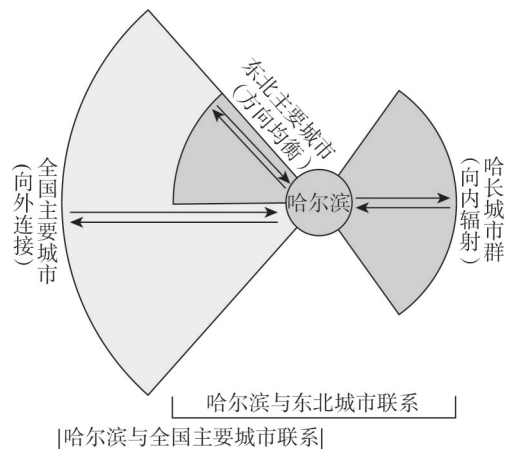 东北主要城市
(方向均衡)
全国主要城市
(向外连接)
哈尔滨
哈长城市群
(向内辐射)
哈尔滨与东北城市联系
哈尔滨与全国主要城市联系